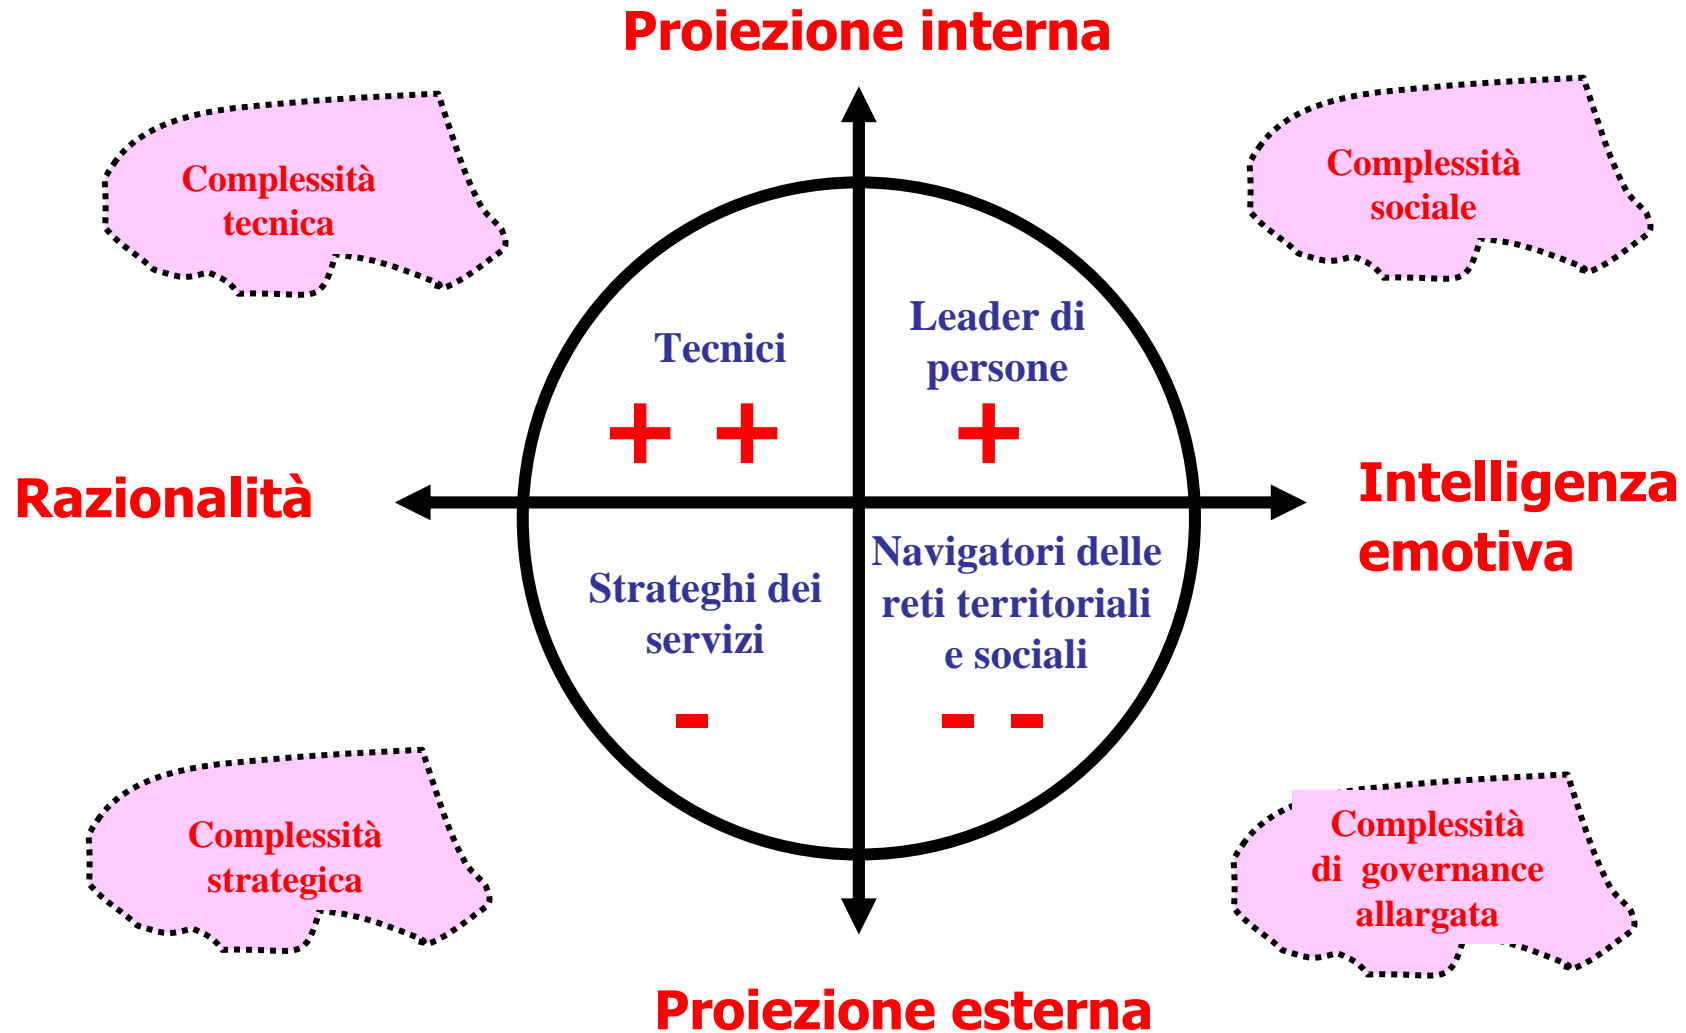 Proiezione interna
Complessità
tecnica
Complessità
sociale
Tecnici
+ +
Leader di
persone
+
Razionalità
Intelligenza
emotiva
Strateghi dei
servizi
-
Navigatori delle
reti territoriali
e sociali
- -
Complessità
strategica
Complessità
di governance
allargata
Proiezione esterna